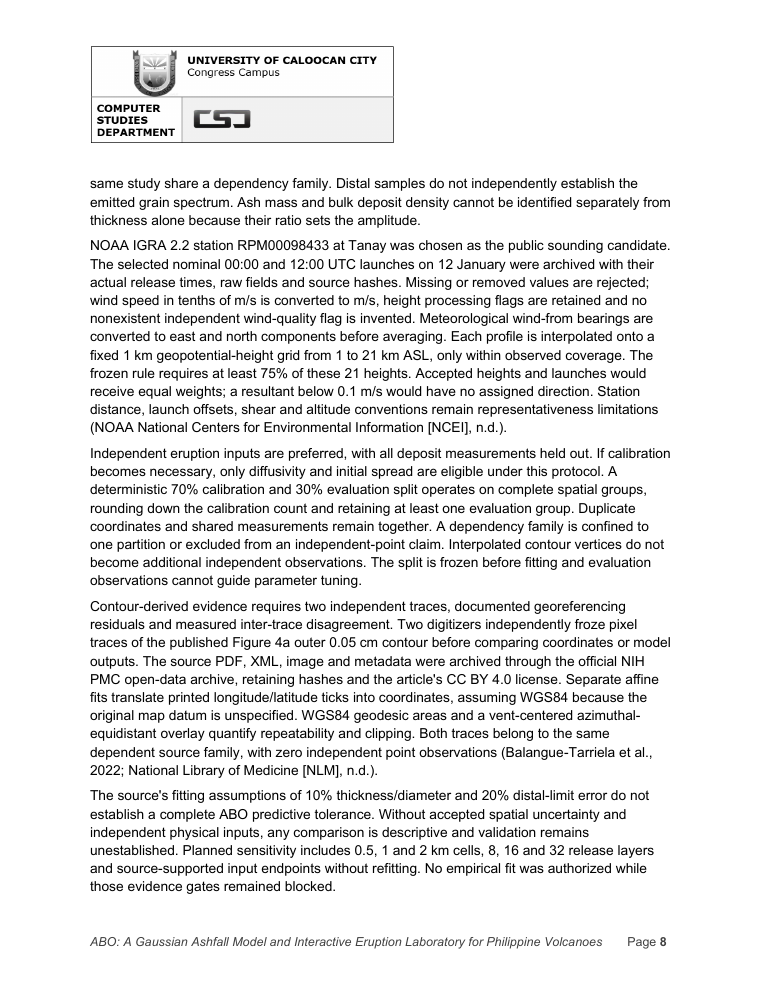 UNIVERSITY OF CALOOCAN CITY
Congress Campus
COMPUTER
STUDIES
DEPARTMENT
CSD
same study share a dependency family. Distal samples do not independently establish the
emitted grain spectrum. Ash mass and bulk deposit density cannot be identified separately from
thickness alone because their ratio sets the amplitude.
NOAA IGRA 2.2 station RPM00098433 at Tanay was chosen as the public sounding candidate.
The selected nominal 00:00 and 12:00 UTC launches on 12 January were archived with their
actual release times, raw fields and source hashes. Missing or removed values are rejected;
wind speed in tenths of m/s is converted to m/s, height processing flags are retained and no
nonexistent independent wind-quality flag is invented. Meteorological wind-from bearings are
converted to east and north components before averaging. Each profile is interpolated onto a
fixed 1 km geopotential-height grid from 1 to 21 km ASL, only within observed coverage. The
frozen rule requires at least 75% of these 21 heights. Accepted heights and launches would
receive equal weights; a resultant below 0.1 m/s would have no assigned direction. Station
distance, launch offsets, shear and altitude conventions remain representativeness limitations
(NOAA National Centers for Environmental Information [NCEI], n.d.).
Independent eruption inputs are preferred, with all deposit measurements held out. If calibration
becomes necessary, only diffusivity and initial spread are eligible under this protocol. A
deterministic 70% calibration and 30% evaluation split operates on complete spatial groups,
rounding down the calibration count and retaining at least one evaluation group. Duplicate
coordinates and shared measurements remain together. A dependency family is confined to
one partition or excluded from an independent-point claim. Interpolated contour vertices do not
become additional independent observations. The split is frozen before fitting and evaluation
observations cannot guide parameter tuning.
Contour-derived evidence requires two independent traces, documented georeferencing
residuals and measured inter-trace disagreement. Two digitizers independently froze pixel
traces of the published Figure 4a outer 0.05 cm contour before comparing coordinates or model
outputs. The source PDF, XML, image and metadata were archived through the official NIH
PMC open-data archive, retaining hashes and the article's CC BY 4.0 license. Separate affine
fits translate printed longitude/latitude ticks into coordinates, assuming WGS84 because the
original map datum is unspecified. WGS84 geodesic areas and a vent-centered azimuthal-
equidistant overlay quantify repeatability and clipping. Both traces belong to the same
dependent source family, with zero independent point observations (Balangue-Tarriela et al.,
2022; National Library of Medicine [NLM], n.d.).
The source's fitting assumptions of 10% thickness/diameter and 20% distal-limit error do not
establish a complete ABO predictive tolerance. Without accepted spatial uncertainty and
independent physical inputs, any comparison is descriptive and validation remains
unestablished. Planned sensitivity includes 0.5, 1 and 2 km cells, 8, 16 and 32 release layers
and source-supported input endpoints without refitting. No empirical fit was authorized while
those evidence gates remained blocked.
ABO: A Gaussian Ashfall Model and Interactive Eruption Laboratory for Philippine Volcanoes Page 8